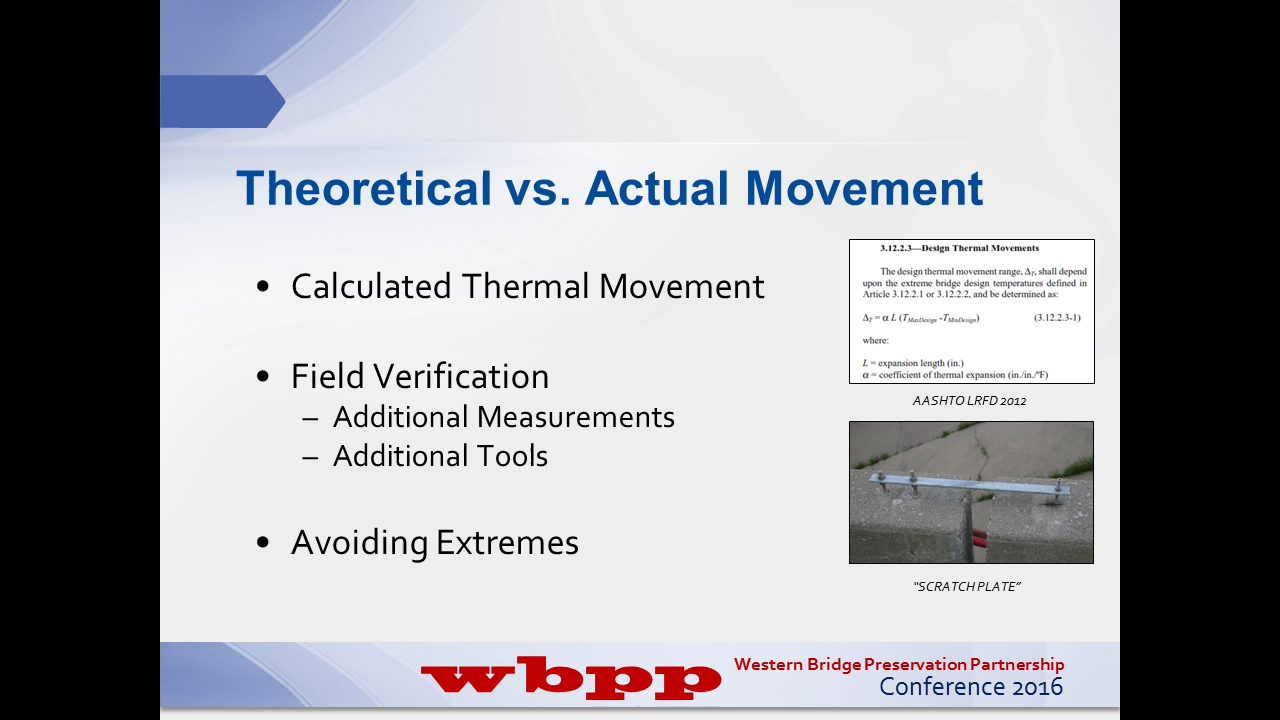 Theoretical vs. Actual Movement
• Calculated Thermal Movement
• Field Verification
– Additional Measurements
– Additional Tools
• Avoiding Extremes
3.12.2.3—Design Thermal Movements
The design thermal movement range, ΔT, shall depend
upon the extreme bridge design temperatures defined in
Article 3.12.2.1 or 3.12.2.2, and be determined as:
ΔT = α L (TMaxDesign -TMinDesign) (3.12.2.3-1)
where:
L = expansion length (in.)
α = coefficient of thermal expansion (in./in./°F)
AASHTO LRFD 2012
"SCRATCH PLATE”
wbpp
Western Bridge Preservation Partnership
Conference 2016